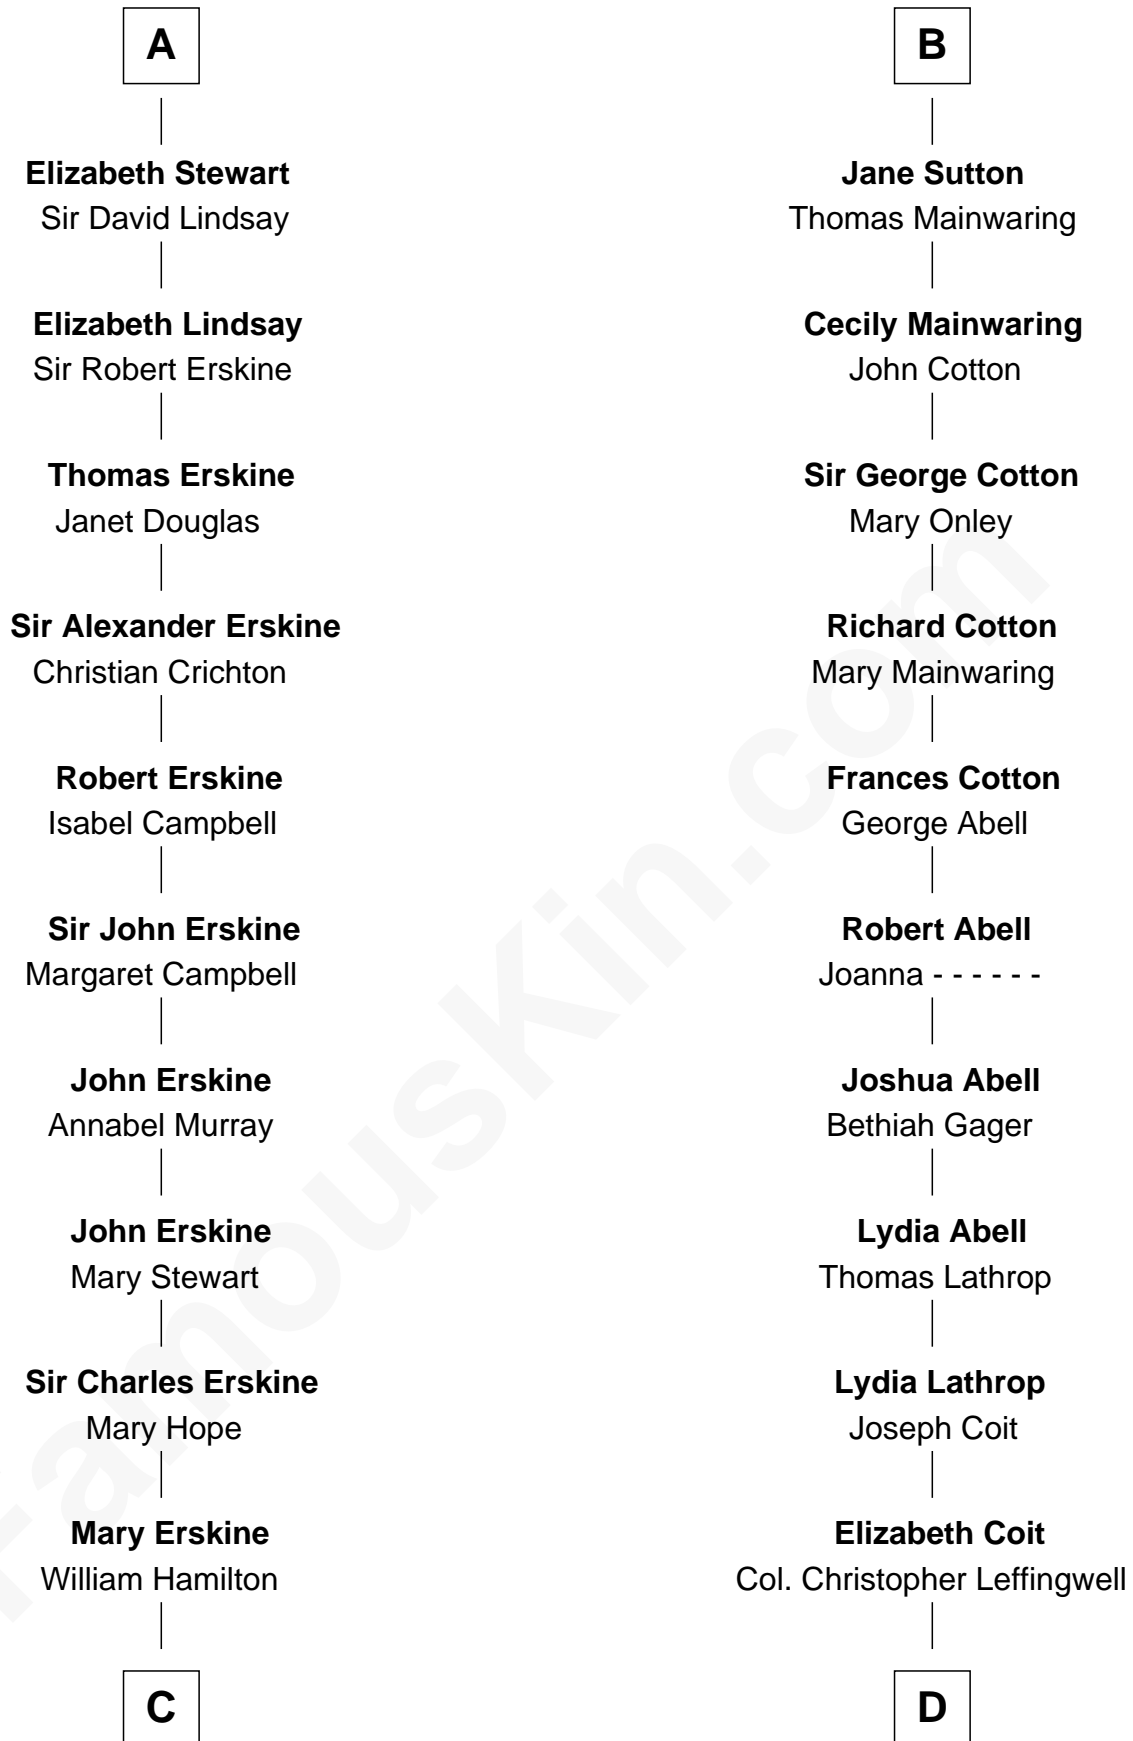 A
Elizabeth Stewart
Sir David Lindsay
Elizabeth Lindsay
Sir Robert Erskine
Thomas Erskine
Janet Douglas
Sir Alexander Erskine
Christian Crichton
Robert Erskine
Isabel Campbell
Sir John Erskine
Margaret Campbell
John Erskine
Annabel Murray
John Erskine
Mary Stewart
Sir Charles Erskine
Mary Hope
Mary Erskine
William Hamilton
C
B
Jane Sutton
Thomas Mainwaring
Cecily Mainwaring
John Cotton
Sir George Cotton
Mary Onley
Richard Cotton
Mary Mainwaring
Frances Cotton
George Abell
Robert Abell
Joanna - - - - - -
Joshua Abell
Bethiah Gager
Lydia Abell
Thomas Lathrop
Lydia Lathrop
Joseph Coit
Elizabeth Coit
Col. Christopher Leffingwell
D
FamousKin.com